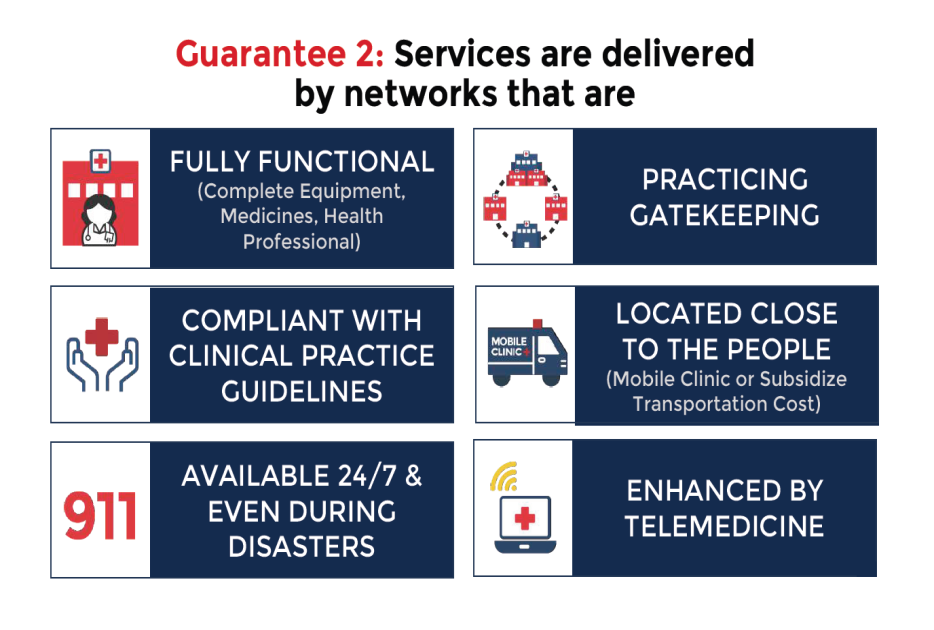 Guarantee 2: Services are delivered
by networks that are
FULLY FUNCTIONAL
(Complete Equipment,
Medicines, Health
Professional)
PRACTICING
GATEKEEPING
COMPLIANT WITH
CLINICAL PRACTICE
GUIDELINES
MOBILE
CLINIC
LOCATED CLOSE
TO THE PEOPLE
(Mobile Clinic or Subsidize
Transportation Cost)
911
AVAILABLE 24/7 &
EVEN DURING
DISASTERS
ENHANCED BY
TELEMEDICINE